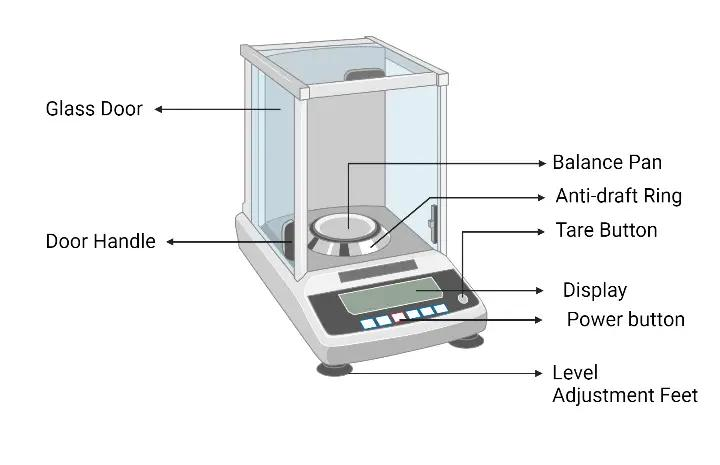 Glass Door
Balance Pan
Anti-draft Ring
Tare Button
Door Handle
Display
Power button
Level
Adjustment Feet